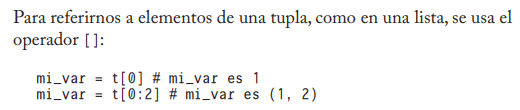 Para referirnos a elementos de una tupla, como en una lista, se usa el
operador []:
mi_var = t[0] # mi_var es 1
mi_var = t[0:2] # mi_var es (1, 2)